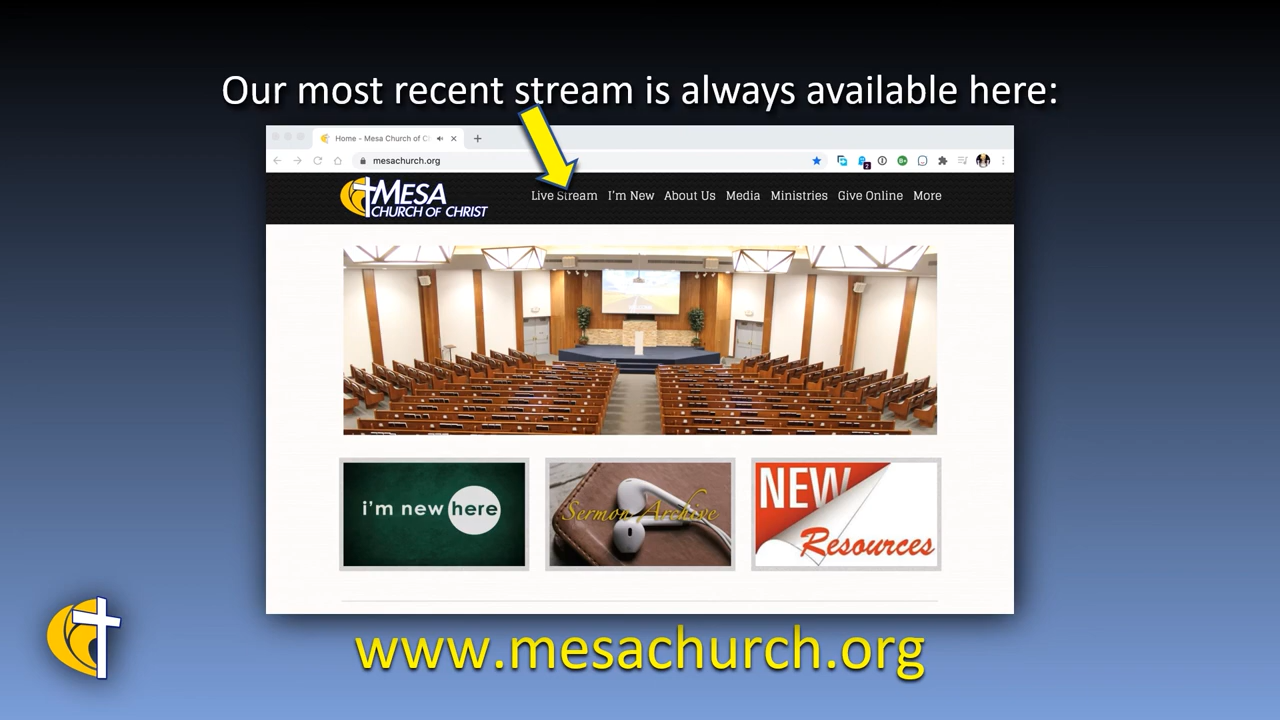 Our most recent stream is always available here:
Home - Mesa Church of C
mesachurch.org
2
MESA
CHURCH OF CHRIST
Live Stream I'm New About Us Media Ministries Give Online More
i'm new here
Sermon Archive
NEW
Resources
www.mesachurch.org